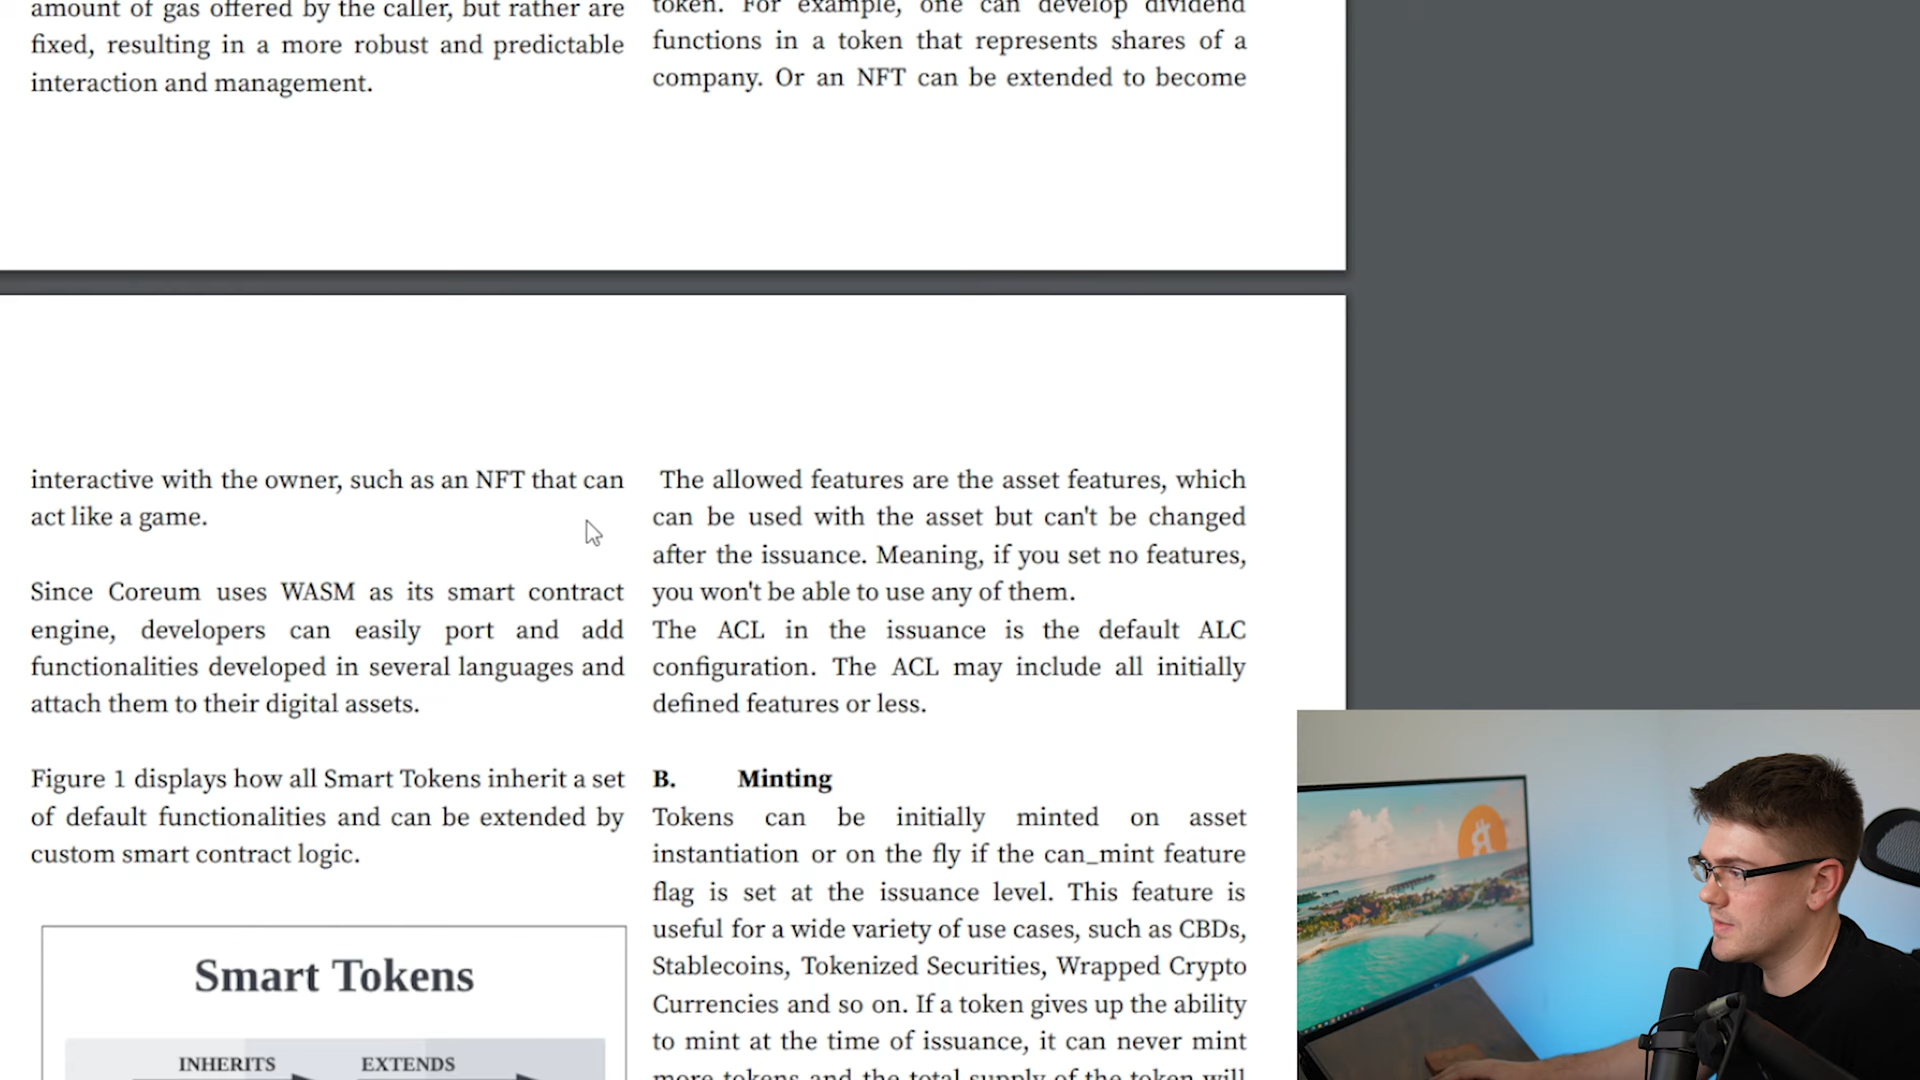 amount of gas offered by the caller, but rather are
fixed, resulting in a more robust and predictable
interaction and management.
token. For example, one can develop dividend
functions in a token that represents shares of a
company. Or an NFT can be extended to become
interactive with the owner, such as an NFT that can
act like a game.
Since Coreum uses WASM as its smart contract
engine, developers can easily port and add
functionalities developed in several languages and
attach them to their digital assets.
Figure 1 displays how all Smart Tokens inherit a set
of default functionalities and can be extended by
custom smart contract logic.
Smart Tokens
INHERITS EXTENDS
The allowed features are the asset features, which
can be used with the asset but can't be changed
after the issuance. Meaning, if you set no features,
you won't be able to use any of them.
The ACL in the issuance is the default ALC
configuration. The ACL may include all initially
defined features or less.
B. Minting
Tokens can be initially minted on asset
instantiation or on the fly if the can_mint feature
flag is set at the issuance level. This feature is
useful for a wide variety of use cases, such as CBDs,
Stablecoins, Tokenized Securities, Wrapped Crypto
Currencies and so on. If a token gives up the ability
to mint at the time of issuance, it can never mint
more tokens and the total supply of the token will